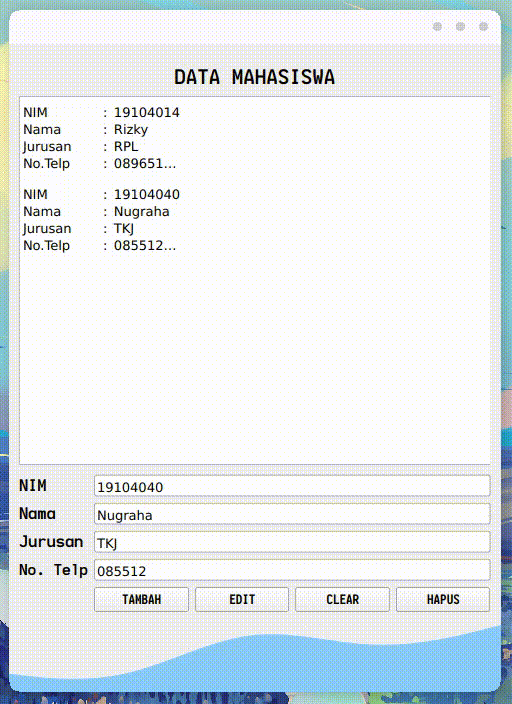 DATA MAHASISWA
NIM : 19104014
Nama : Rizky
Jurusan : RPL
No.Telp : 089651...
NIM : 19104040
Nama : Nugraha
Jurusan : TKJ
No.Telp : 085512...
NIM 19104040
Nama Nugraha
Jurusan TKJ
No. Telp 085512
TAMBAH EDIT CLEAR HAPUS